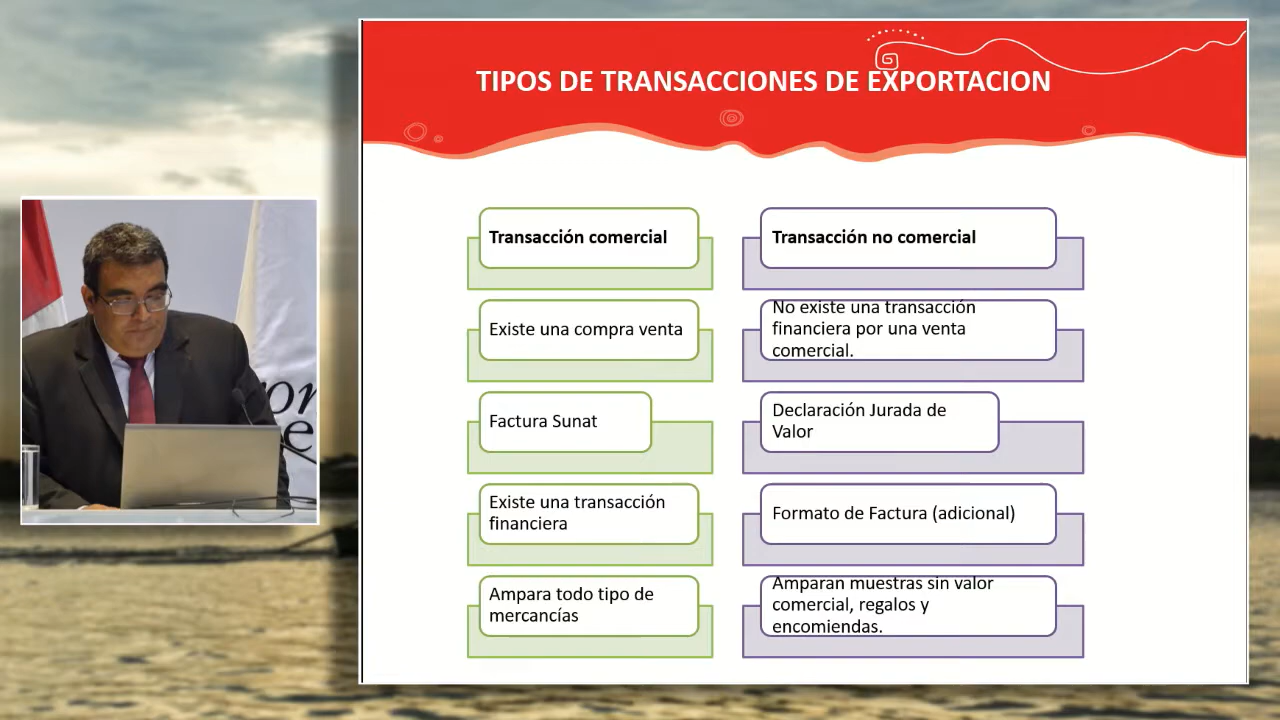 TIPOS DE TRANSACCIONES DE EXPORTACION
Transacción comercial
Transacción no comercial
Existe una compra venta
No existe una transacción
financiera por una venta
comercial.
Factura Sunat
Declaración Jurada de
Valor
Existe una transacción
financiera
Formato de Factura (adicional)
Ampara todo tipo de
mercancías
Amparan muestras sin valor
comercial, regalos y
encomiendas.